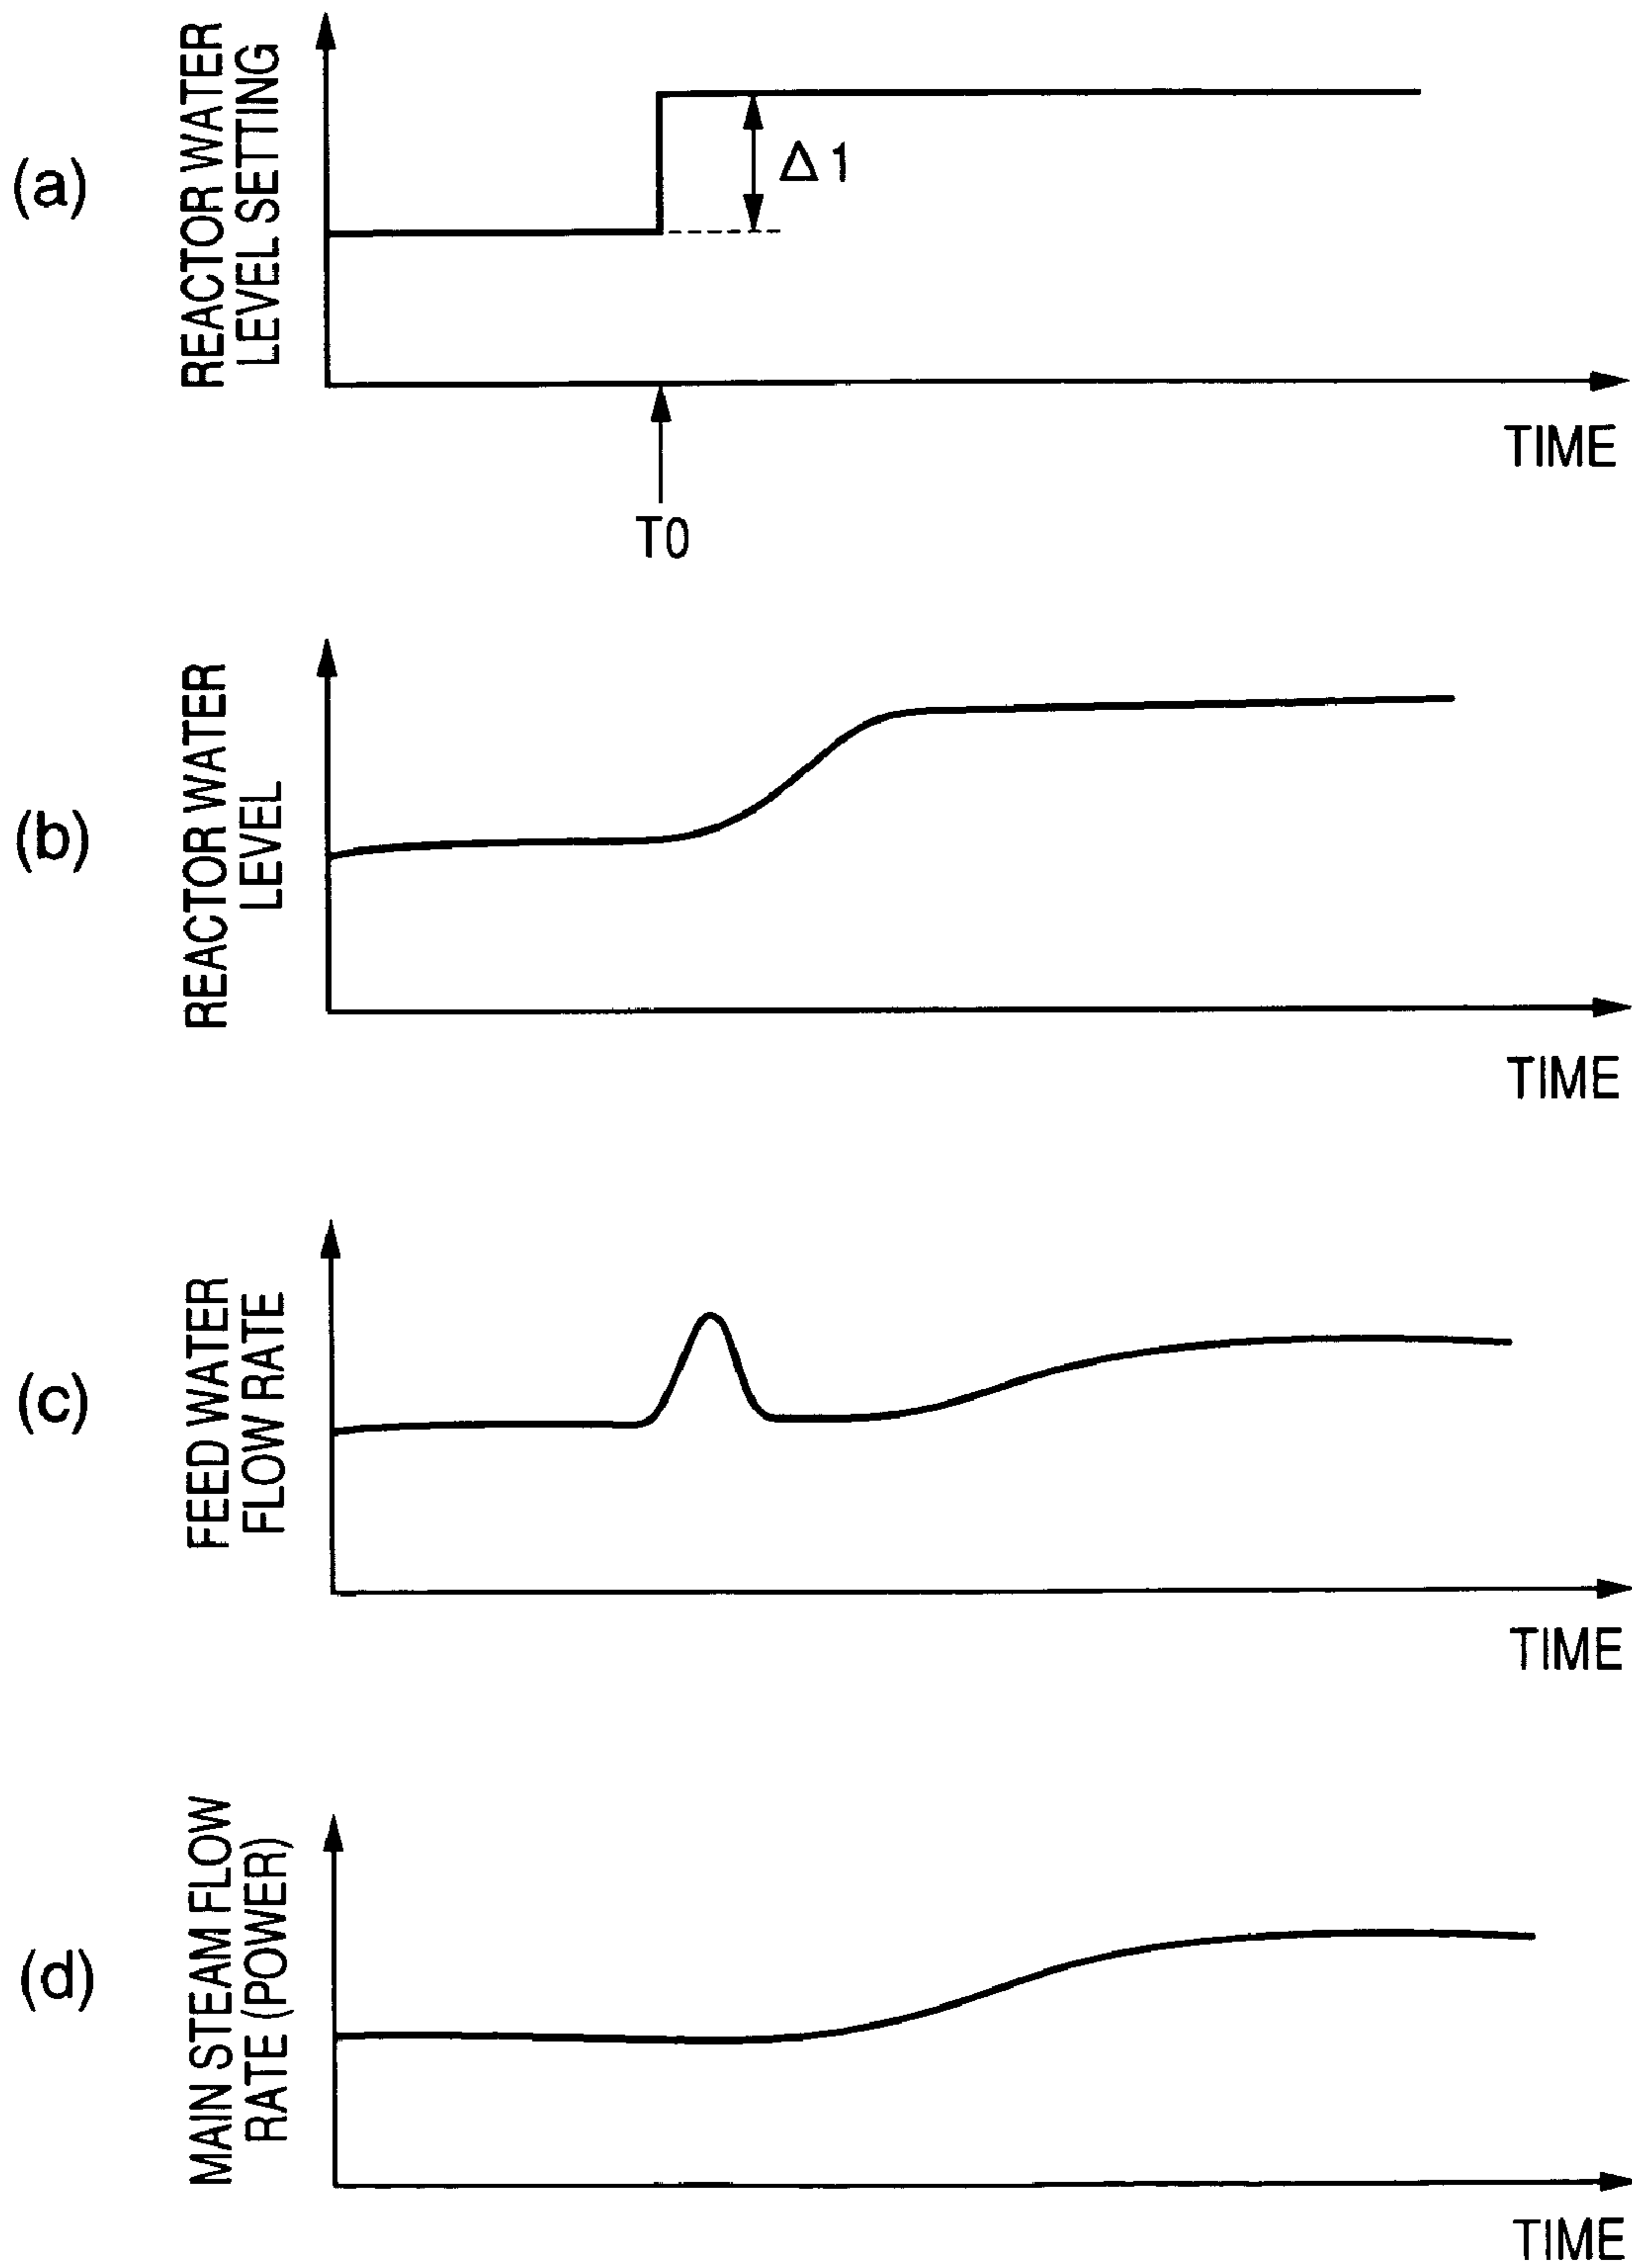 (a)
REACTOR WATER
LEVEL SETTING
Δ1
TIME
T0
(b)
REACTOR WATER
LEVEL
TIME
(c)
FEED WATER
FLOW RATE
TIME
(d)
MAIN STEAM FLOW
RATE (POWER)
TIME